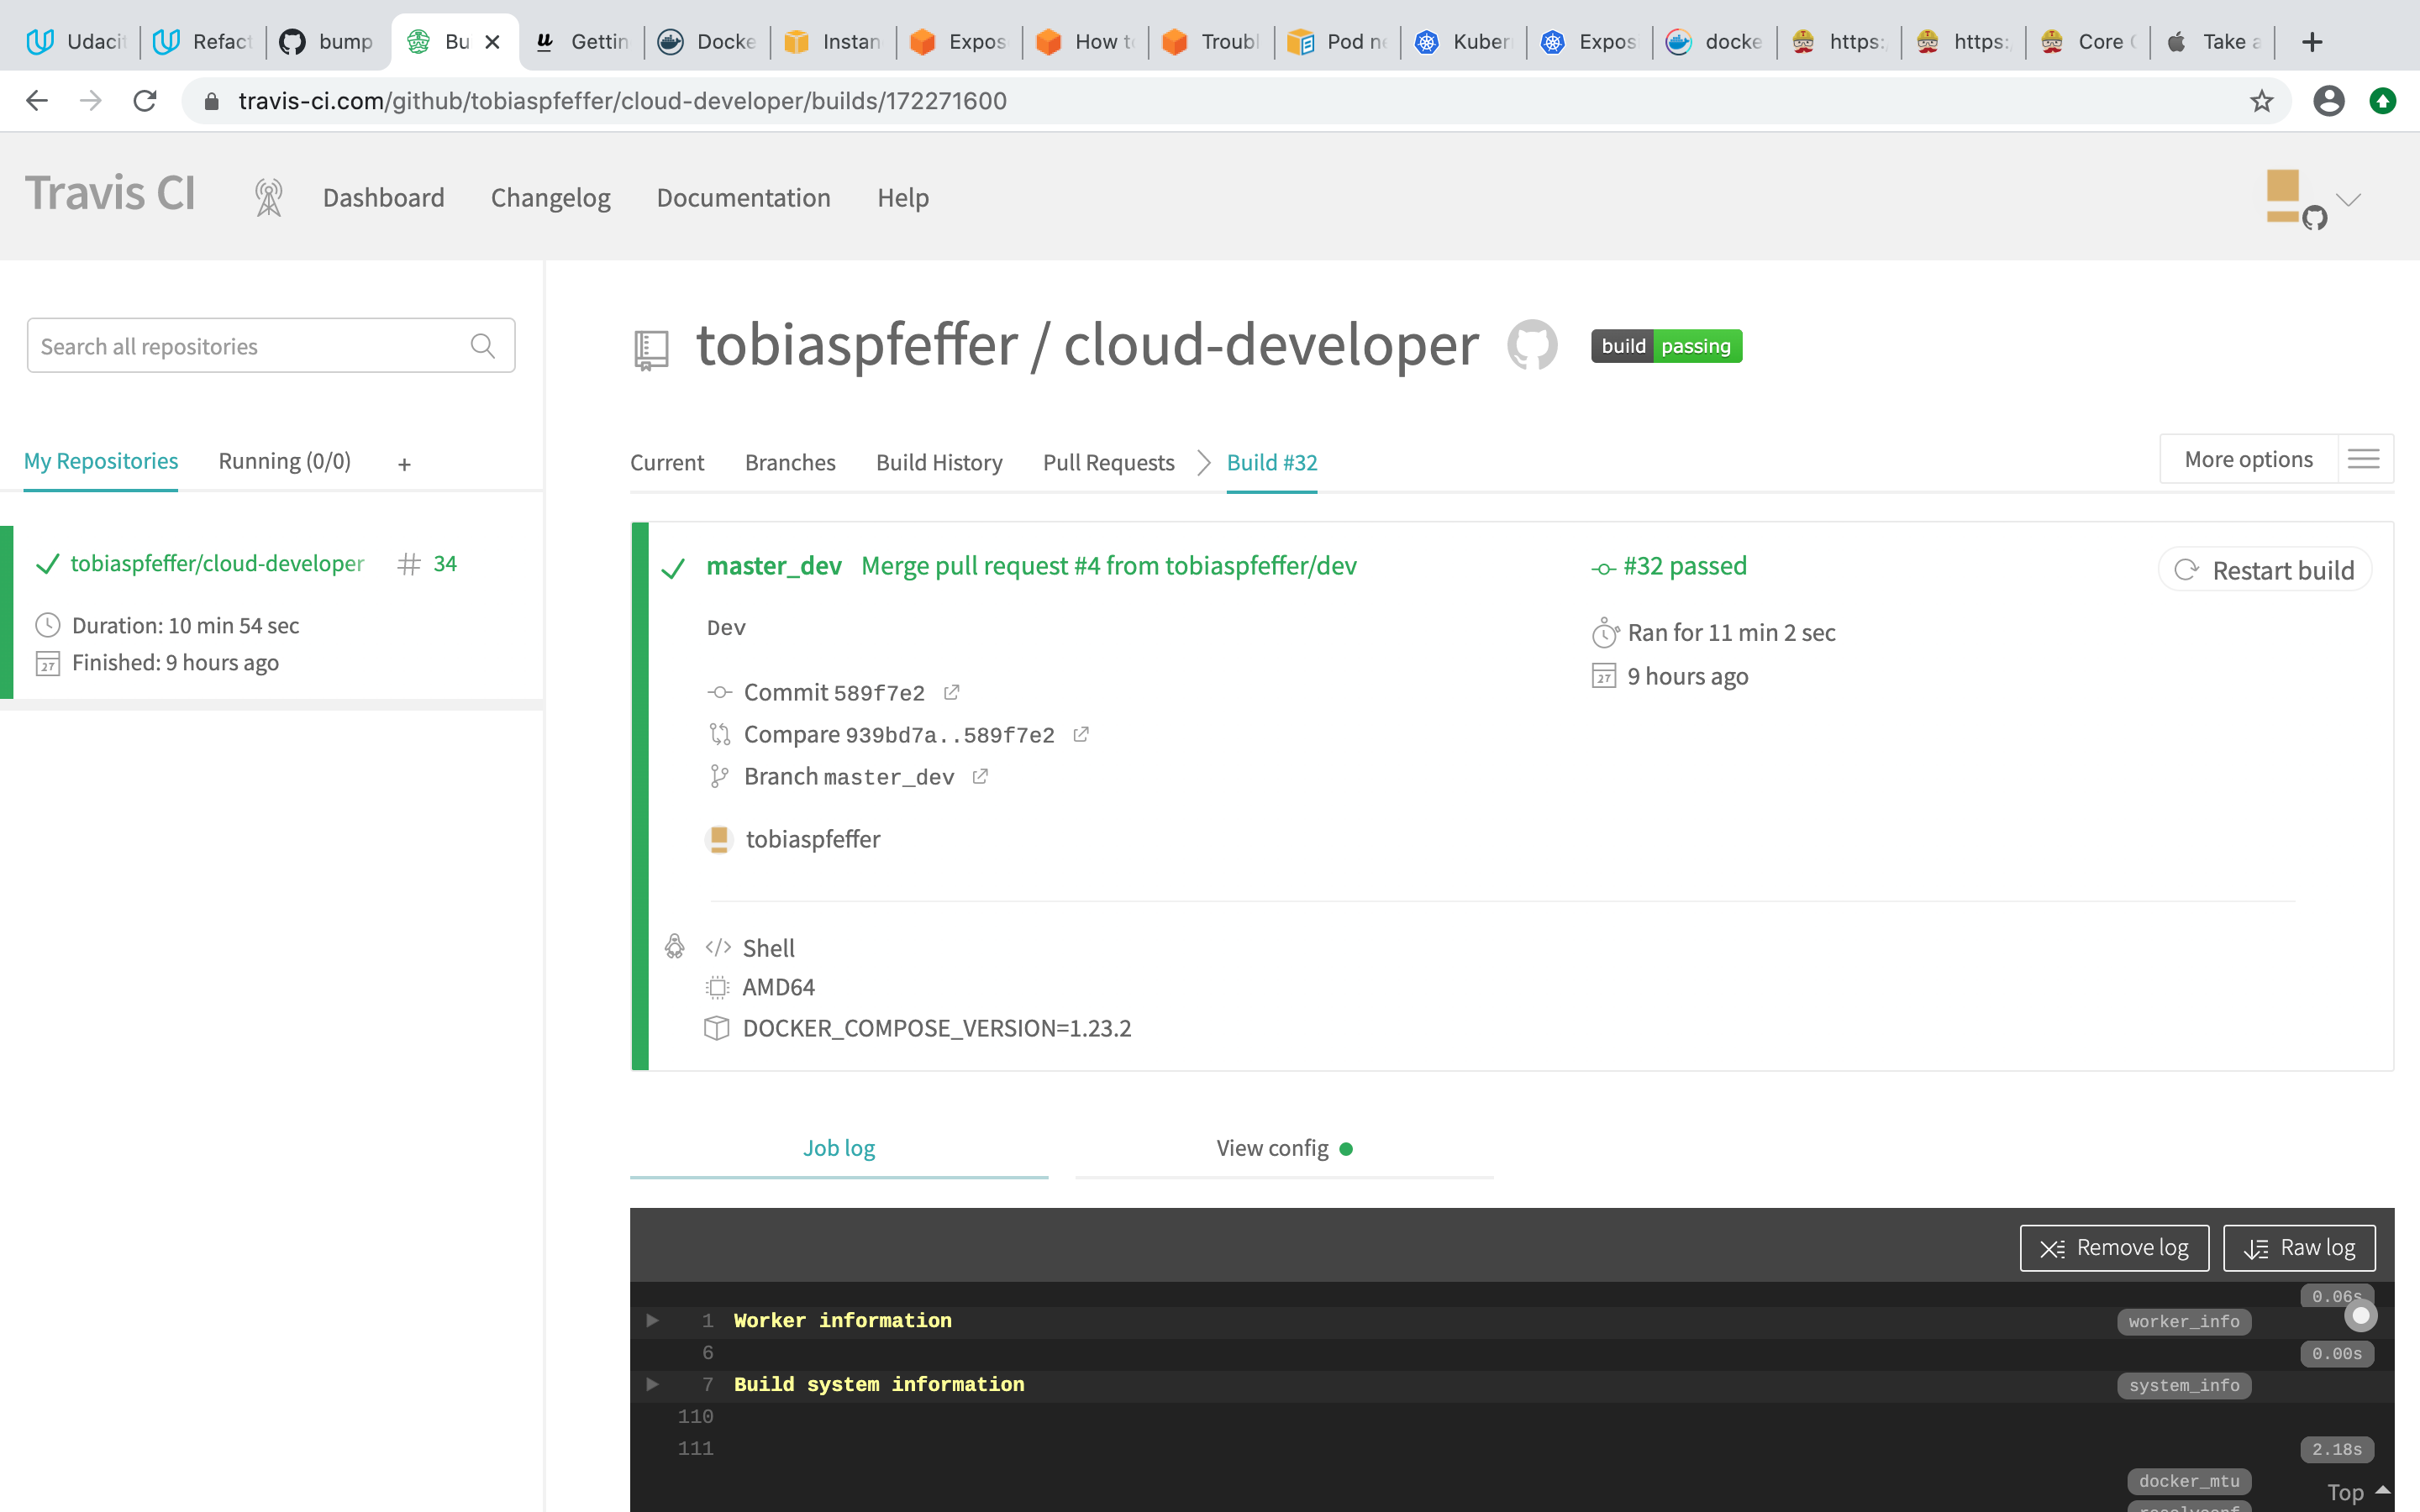 Udacit Refact bump Bu Gettin Docke Instan Expos How to Troubl Pod ne Kuber Expos docke https: https: Core Take a
travis-ci.com/github/tobiaspfeffer/cloud-developer/builds/172271600
Travis CI Dashboard Changelog Documentation Help
Search all repositories
My Repositories Running (0/0) +
tobiaspfeffer/cloud-developer # 34
Duration: 10 min 54 sec
Finished: 9 hours ago
tobiaspfeffer / cloud-developer build passing
Current Branches Build History Pull Requests Build #32 More options
master_dev Merge pull request #4 from tobiaspfeffer/dev
#32 passed
Restart build
Dev
Ran for 11 min 2 sec
9 hours ago
Commit 589f7e2
Compare 939bd7a..589f7e2
Branch master_dev
tobiaspfeffer
Shell
AMD64
DOCKER_COMPOSE_VERSION=1.23.2
Job log View config
Remove log Raw log
0.06s
1 Worker information worker_info
6 0.00s
7 Build system information system_info
110
111 2.18s
docker_mtu
Top